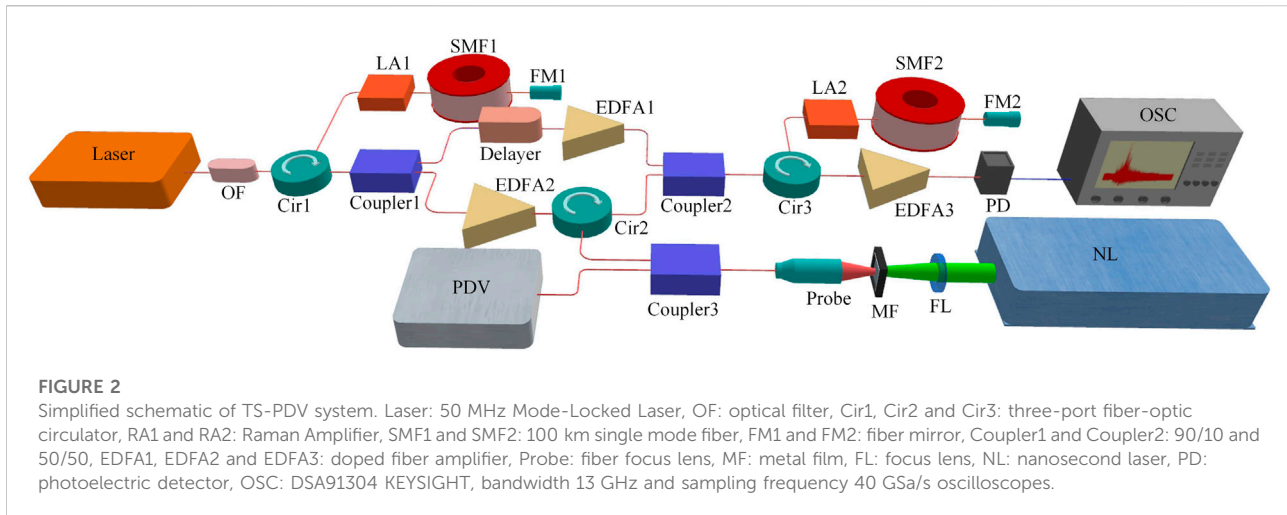 SMF1
LA1
FM1
EDFA1
Laser
Delayer
OF
Cir1
Coupler1
EDFA2
Cir2
Coupler2
SMF2
LA2
FM2
OSC
Cir3
EDFA3
PD
PDV
Coupler3
Probe
MF
FL
NL
FIGURE 2
Simplified schematic of TS-PDV system. Laser: 50 MHz Mode-Locked Laser, OF: optical filter, Cir1, Cir2 and Cir3: three-port fiber-optic
circulator, RA1 and RA2: Raman Amplifier, SMF1 and SMF2: 100 km single mode fiber, FM1 and FM2: fiber mirror, Coupler1 and Coupler2: 90/10 and
50/50, EDFA1, EDFA2 and EDFA3: doped fiber amplifier, Probe: fiber focus lens, MF: metal film, FL: focus lens, NL: nanosecond laser, PD:
photoelectric detector, OSC: DSA91304 KEYSIGHT, bandwidth 13 GHz and sampling frequency 40 GSa/s oscilloscopes.